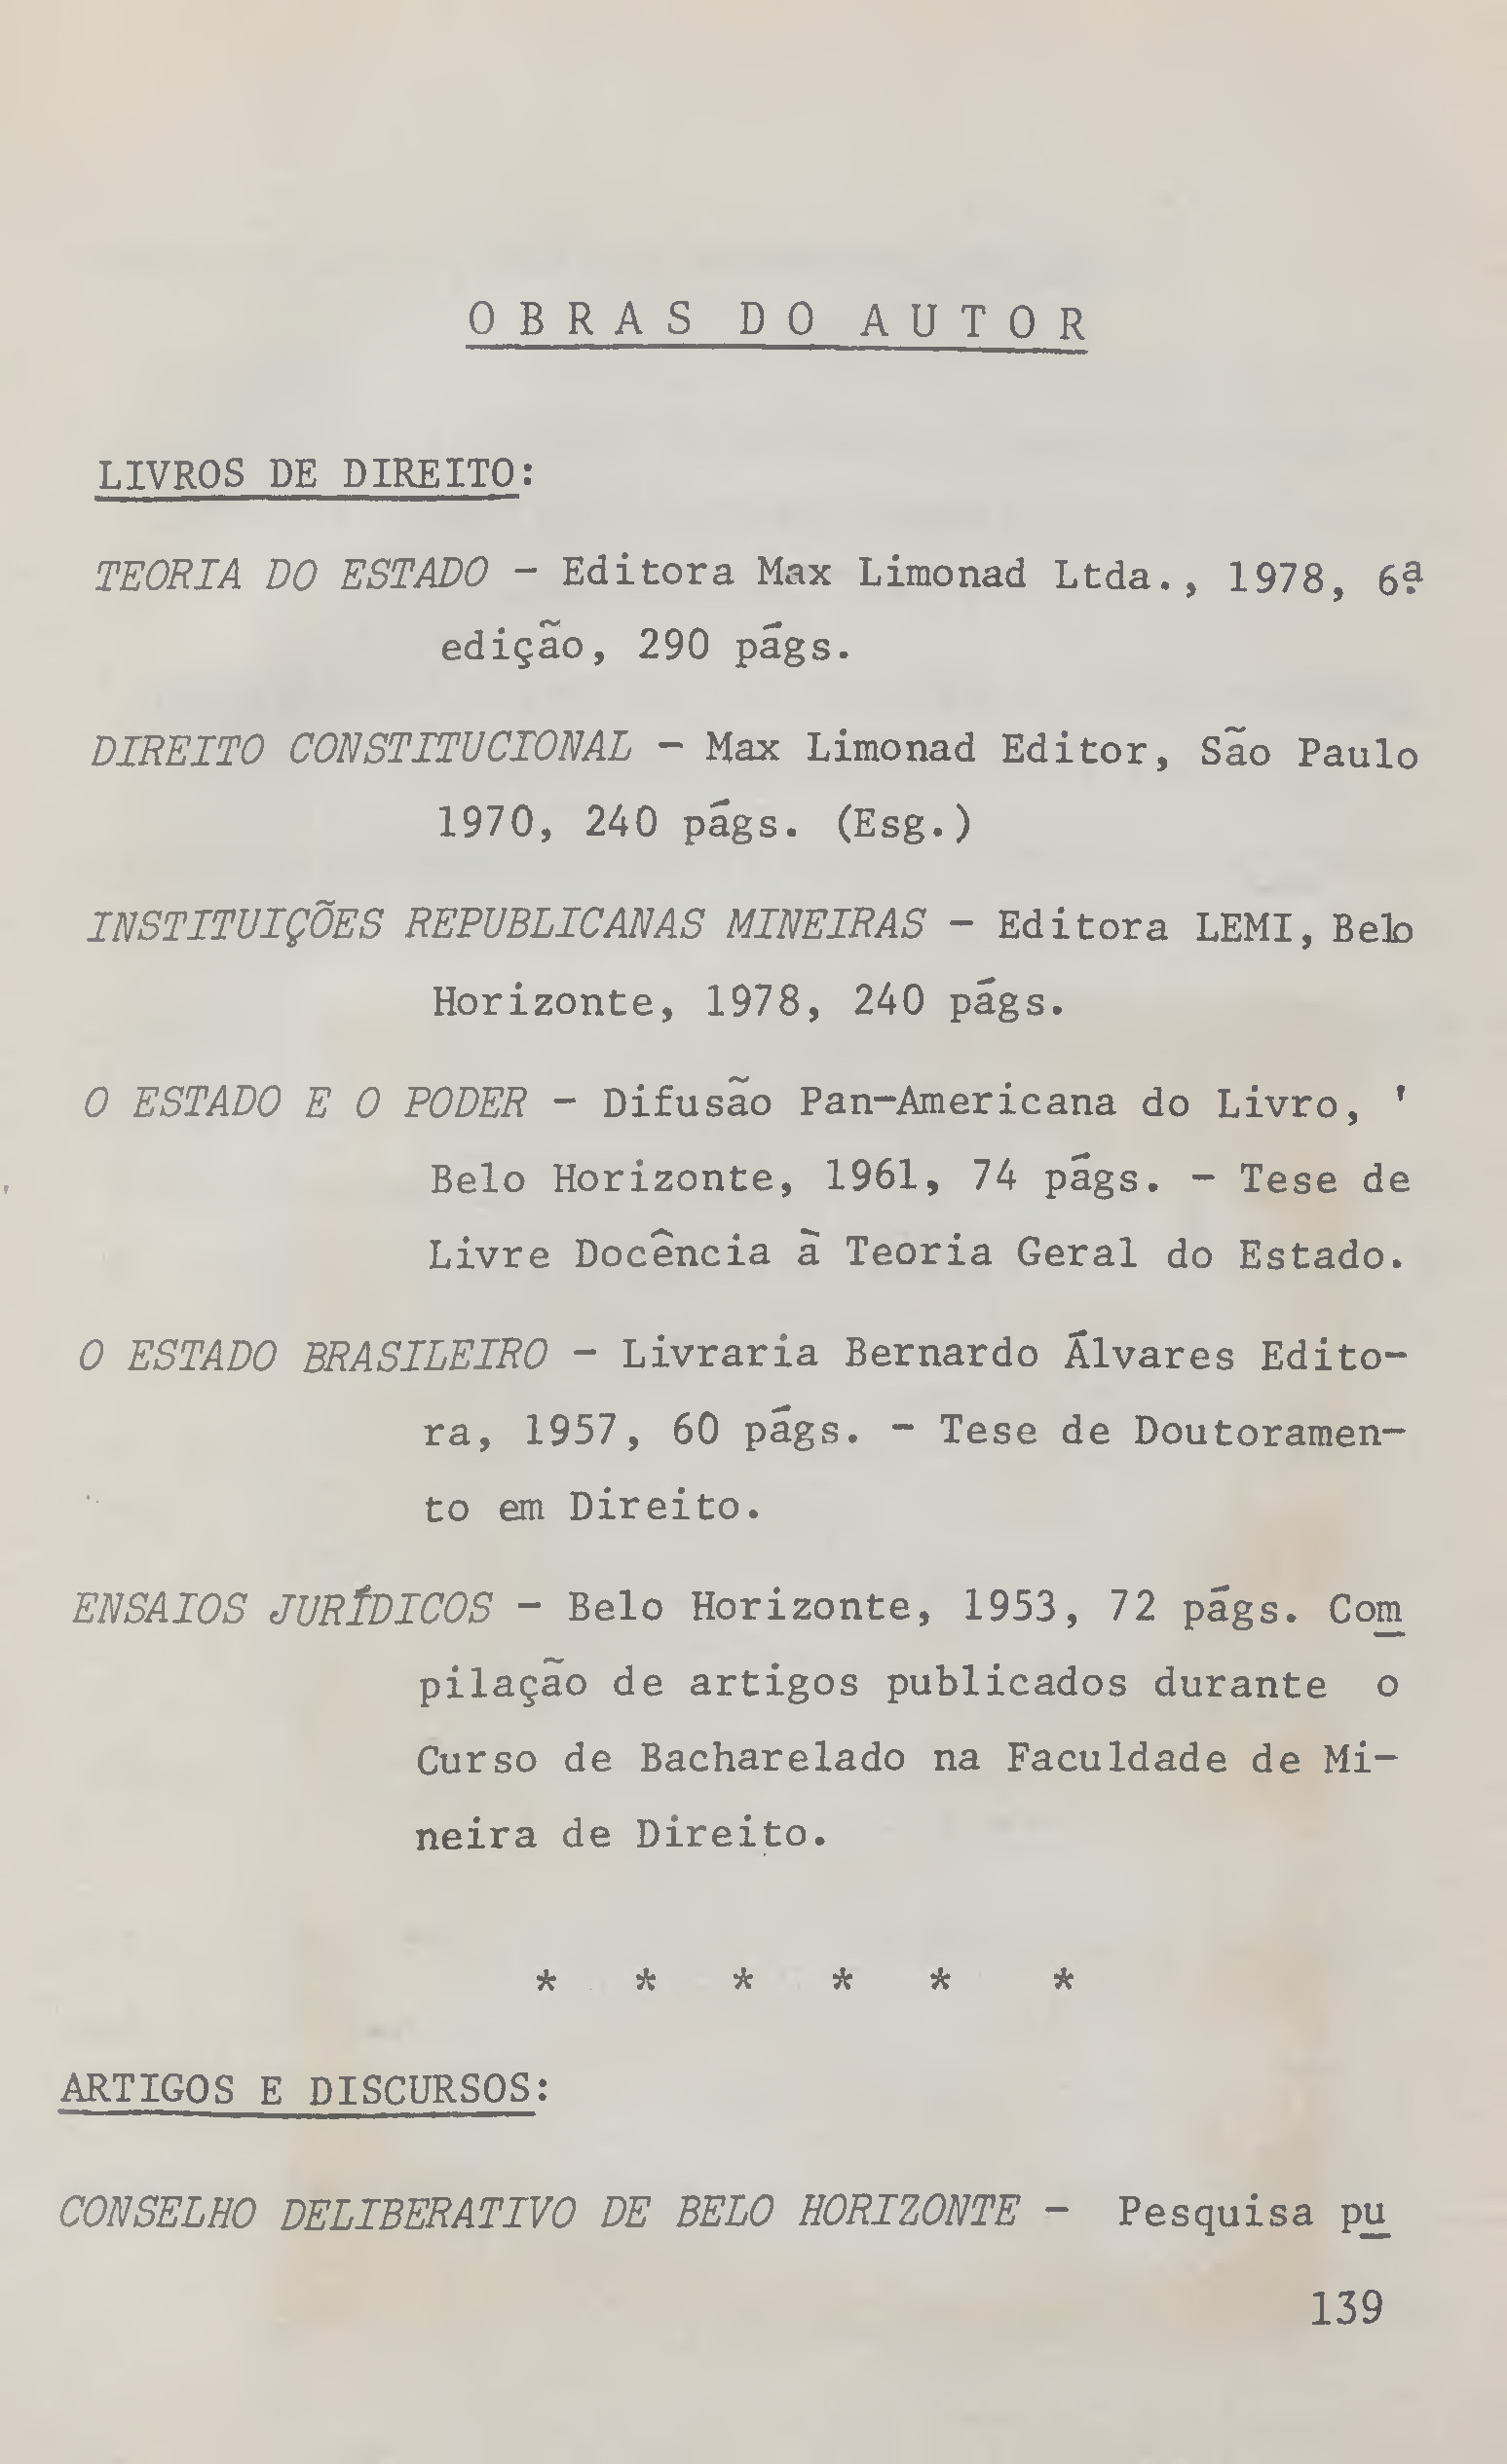 OBRAS DO AUTOR
LIVROS DE DIREITO:
TEORIA DO ESTADO - Editora Max Limonad Ltda., 1978, 6ª
edição, 290 págs.
DIREITO CONSTITUCIONAL - Max Limonad Editor, São Paulo
1970, 240 págs. (Esg.)
INSTITUIÇÕES REPUBLICANAS MINEIRAS - Editora LEMI, Belo
Horizonte, 1978, 240 págs.
O ESTADO E O PODER - Difusão Pan-Americana do Livro, '
Belo Horizonte, 1961, 74 págs. - Tese de
Livre Docência à Teoria Geral do Estado.
O ESTADO BRASILEIRO - Livraria Bernardo Álvares Edito-
ra, 1957, 60 págs. - Tese de Doutoramen-
to em Direito.
ENSAIOS JURÍDICOS - Belo Horizonte, 1953, 72 págs. Com
pilação de artigos publicados durante o
Curso de Bacharelado na Faculdade de Mi-
neira de Direito.
* * * * * *
ARTIGOS E DISCURSOS:
CONSELHO DELIBERATIVO DE BELO HORIZONTE - Pesquisa pu
139